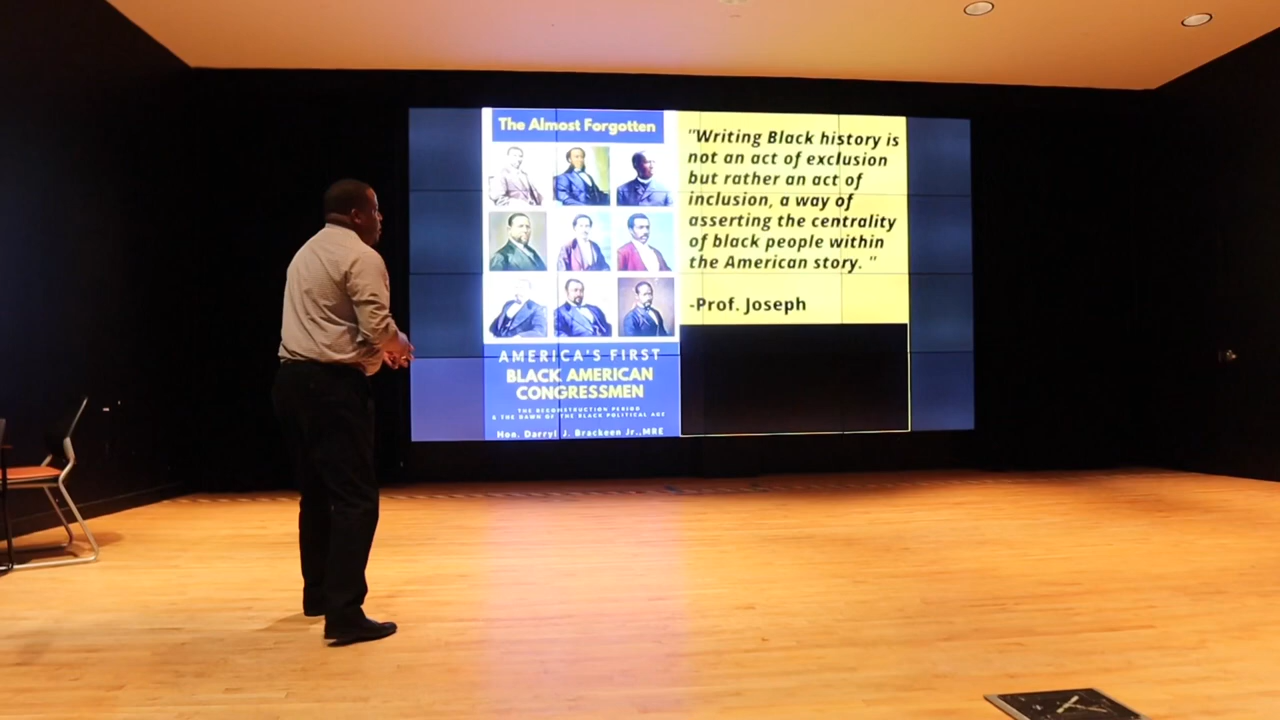 The Almost Forgotten
AMERICA'S FIRST
BLACK AMERICAN
CONGRESSMEN
THE RECONSTRUCTION PERIOD
& THE DAWN OF THE BLACK POLITICAL AGE
Hon. Darryl J. Brackeen Jr.,MRE
"Writing Black history is
not an act of exclusion
but rather an act of
inclusion, a way of
asserting the centrality
of black people within
the American story. "
-Prof. Joseph